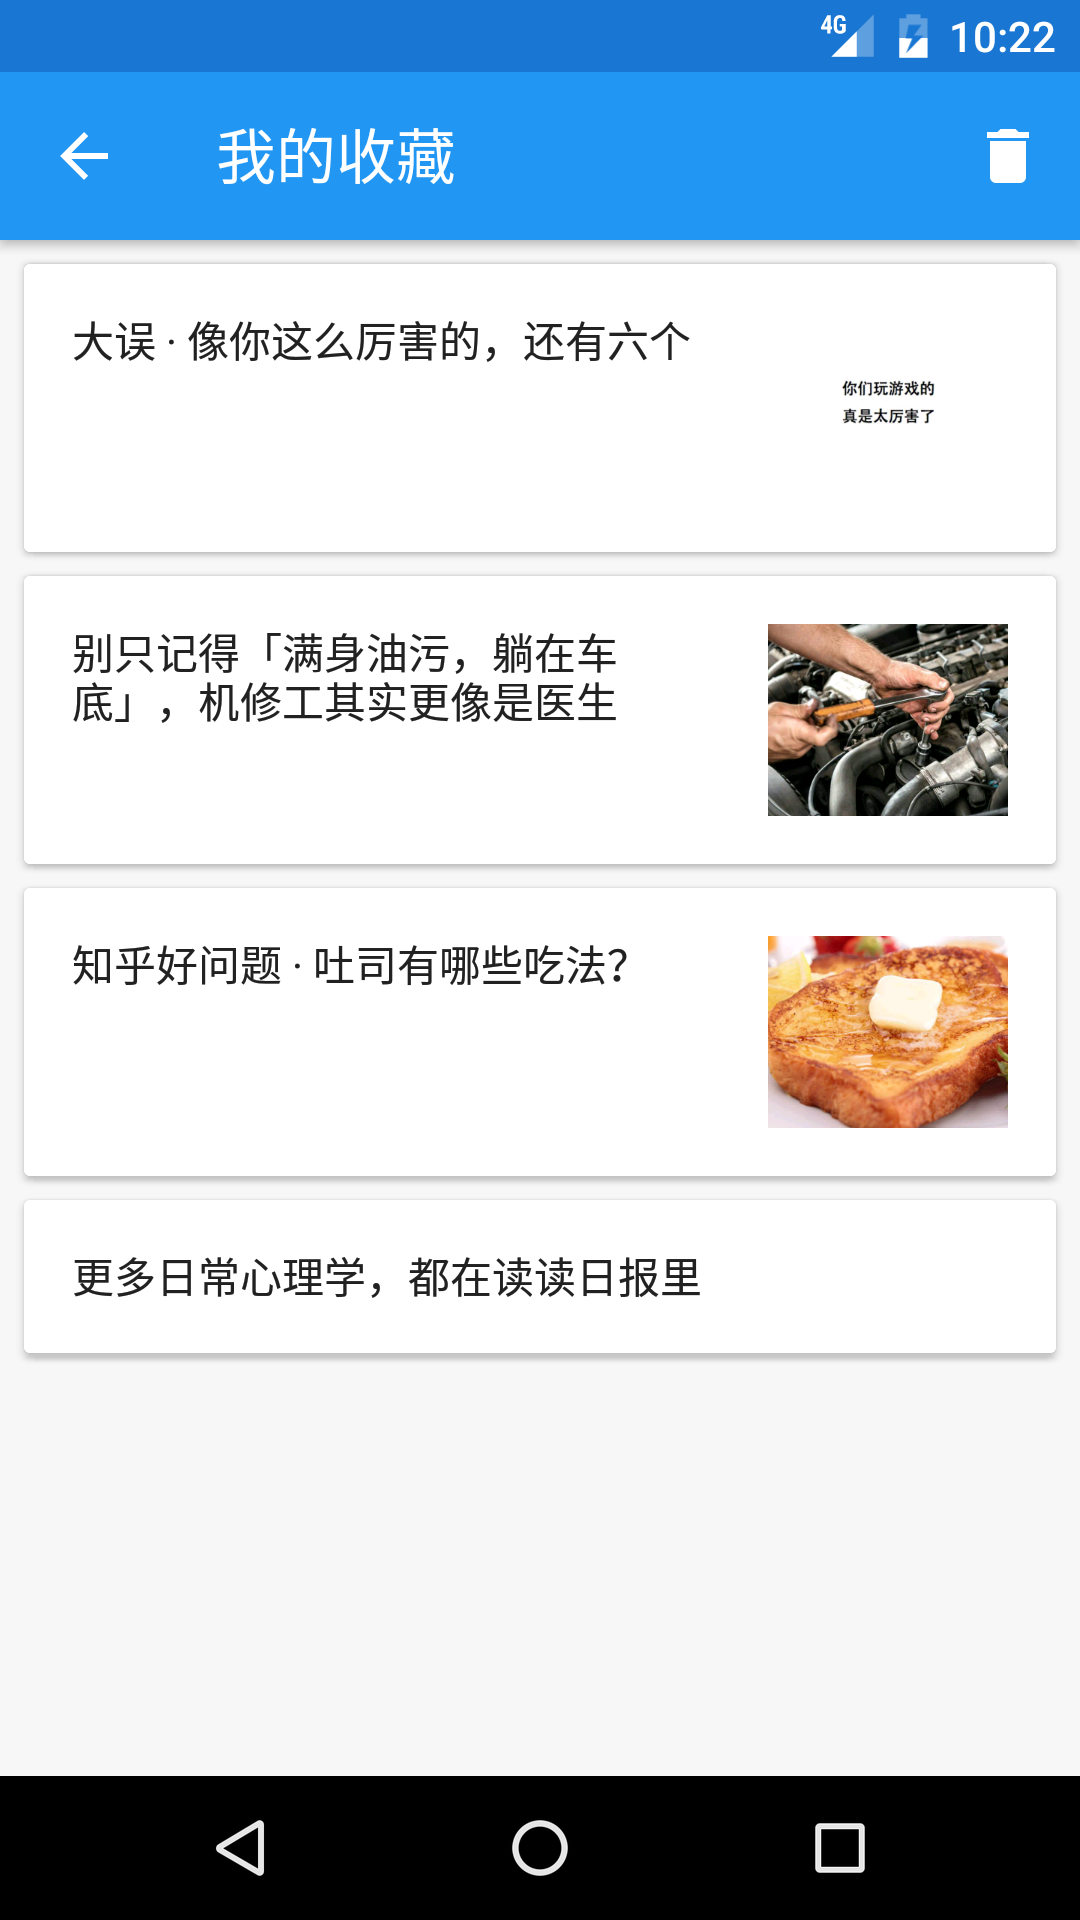 4G 10:22
我的收藏
大误 · 像你这么厉害的，还有六个
你们玩游戏的
真是太厉害了
别只记得「满身油污，躺在车
底」，机修工其实更像是医生
知乎好问题 · 吐司有哪些吃法？
更多日常心理学，都在读读日报里